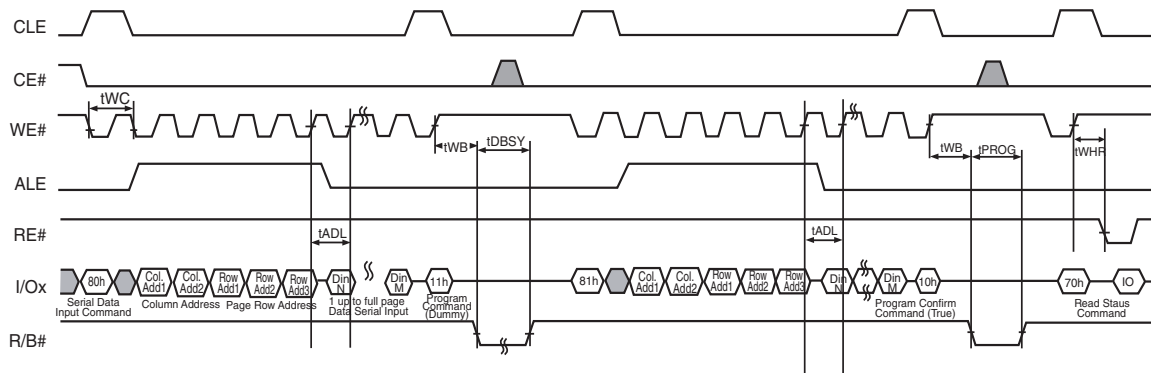 CLE
CE#
tWC
WE#
tWB
tDBSY
tWB
tPROG
tWHR
ALE
RE#
tADL
tADL
I/Ox
80h
Col. Add1
Col. Add2
Row Add1
Row Add2
Row Add3
Din N
Din M
11h
81h
Col. Add1
Col. Add2
Row Add1
Row Add2
Row Add3
Din N
Din M
10h
70h
IO
Serial Data
Input Command
Column Address
Page Row Address
1 up to full page
Data Serial Input
Program
Command
(Dummy)
Program Confirm
Command (True)
Read Staus
Command
R/B#